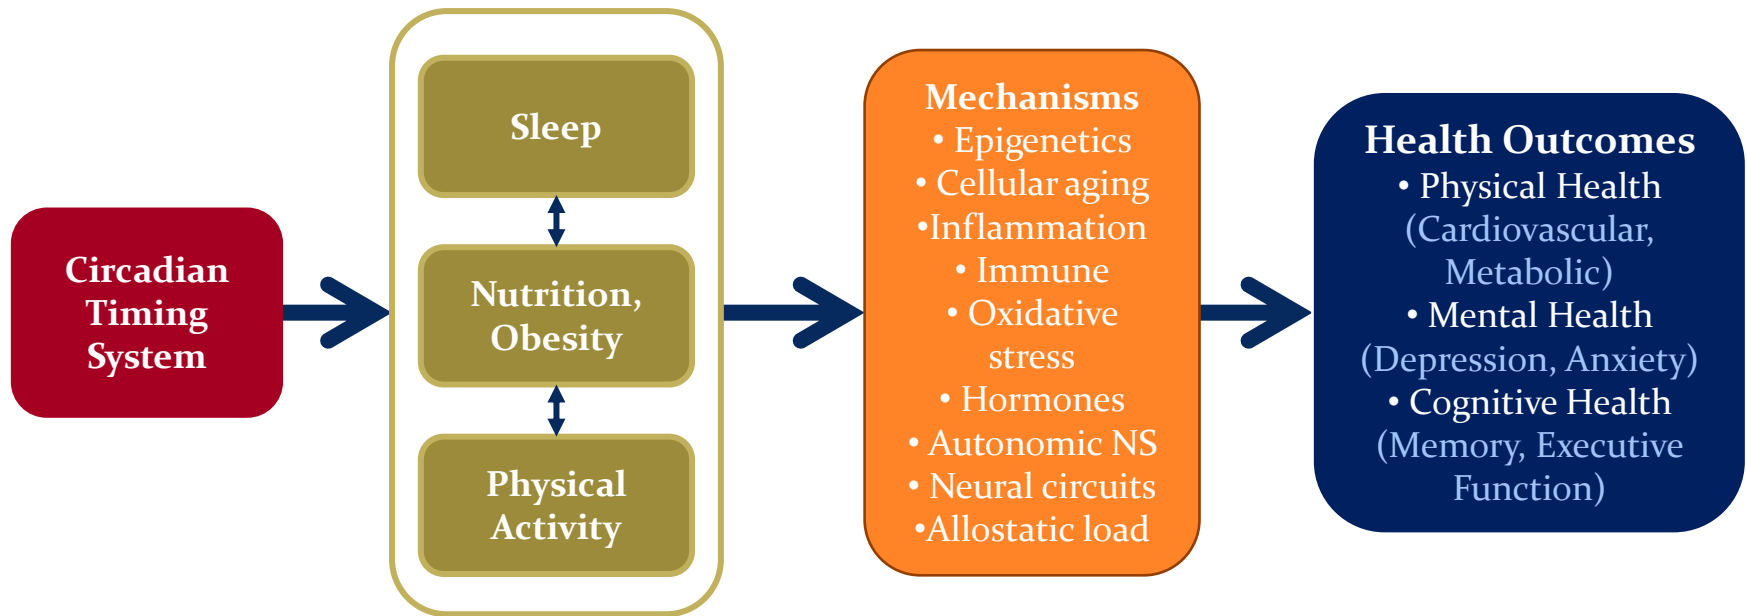 Circadian
Timing
System
Sleep
Nutrition,
Obesity
Physical
Activity
Mechanisms
• Epigenetics
• Cellular aging
•Inflammation
• Immune
• Oxidative
stress
• Hormones
• Autonomic NS
• Neural circuits
•Allostatic load
Health Outcomes
• Physical Health
(Cardiovascular,
Metabolic)
• Mental Health
(Depression, Anxiety)
• Cognitive Health
(Memory, Executive
Function)